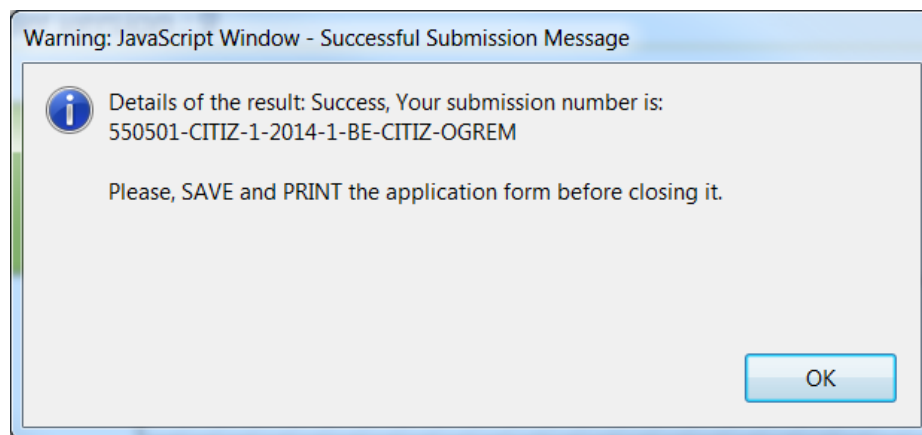 Warning: JavaScript Window - Successful Submission Message
Details of the result: Success, Your submission number is:
550501-CITIZ-1-2014-1-BE-CITIZ-OGREM
Please, SAVE and PRINT the application form before closing it.
OK